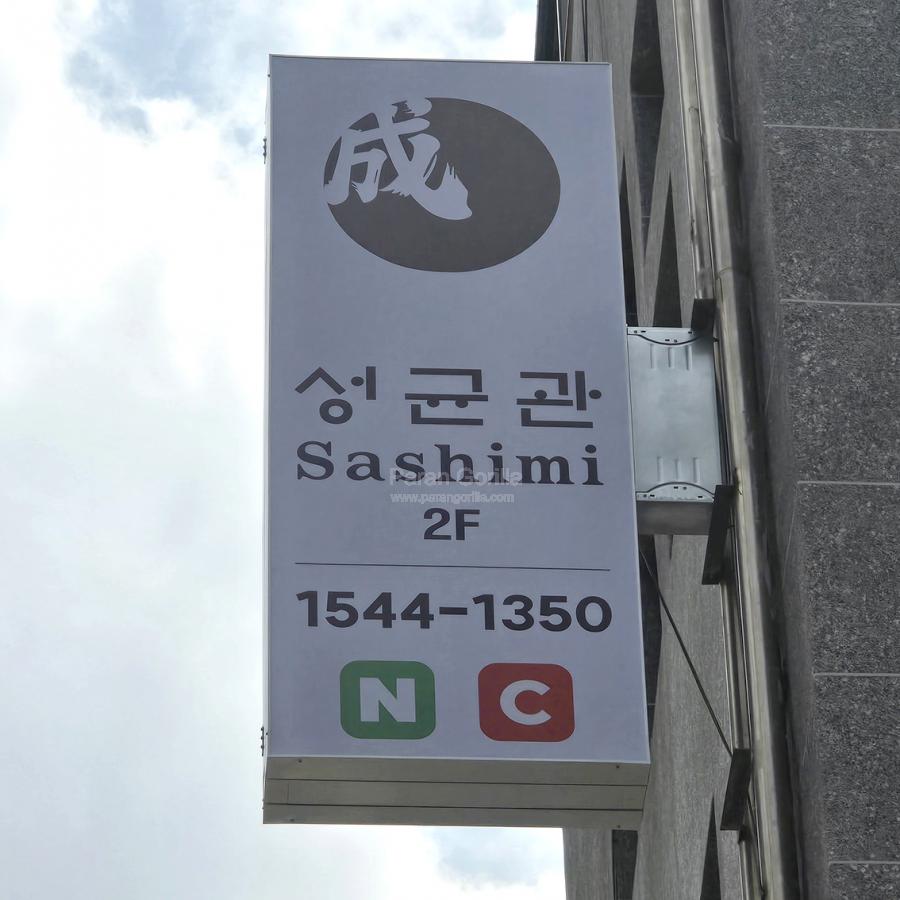 成
성균관
Sashimi
Paran Gorilla
www.parangorilla.com
2F
1544-1350
N C